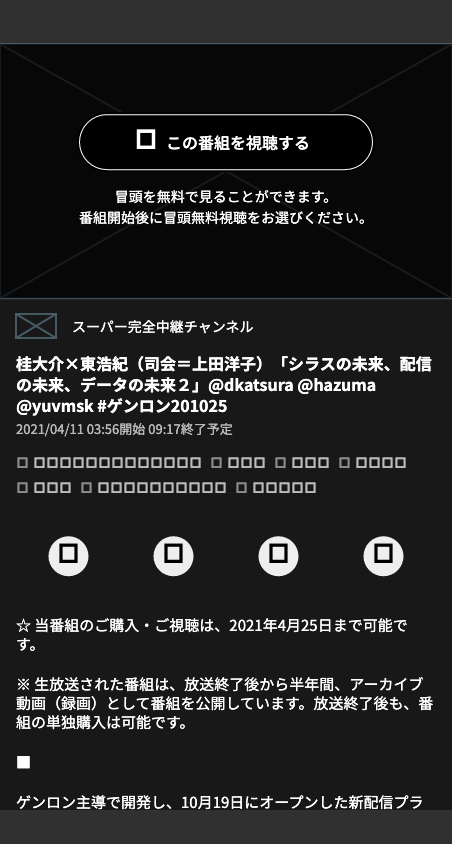 この番組を視聴する
冒頭を無料で見ることができます。
番組開始後に冒頭無料視聴をお選びください。
スーパー完全中継チャンネル
桂大介×東浩紀（司会＝上田洋子）「シラスの未来、配信
の未来、データの未来２」@dkatsura @hazuma
@yuvmsk #ゲンロン201025
2021/04/11 03:56開始 09:17終了予定
☆ 当番組のご購入・ご視聴は、2021年4月25日まで可能で
す。
※ 生放送された番組は、放送終了後から半年間、アーカイブ
動画（録画）として番組を公開しています。放送終了後も、番
組の単独購入は可能です。
■
ゲンロン主導で開発し、10月19日にオープンした新配信プラ